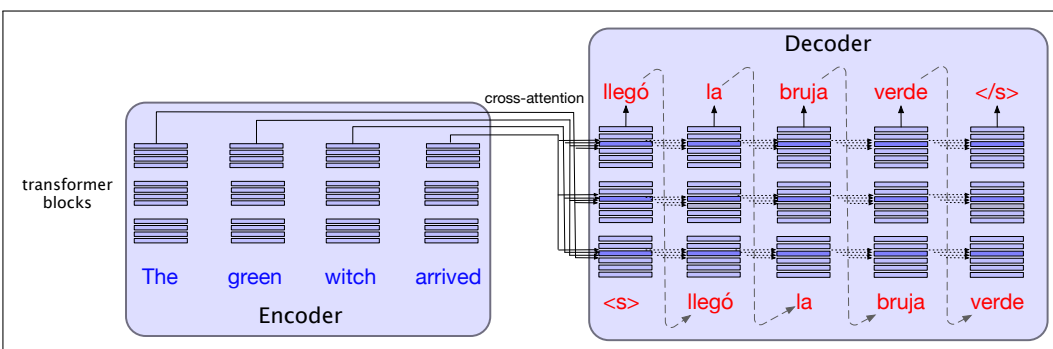 Decoder
llegó la bruja verde </s>
cross-attention
transformer
blocks
The green witch arrived
<s> llegó la bruja verde
Encoder